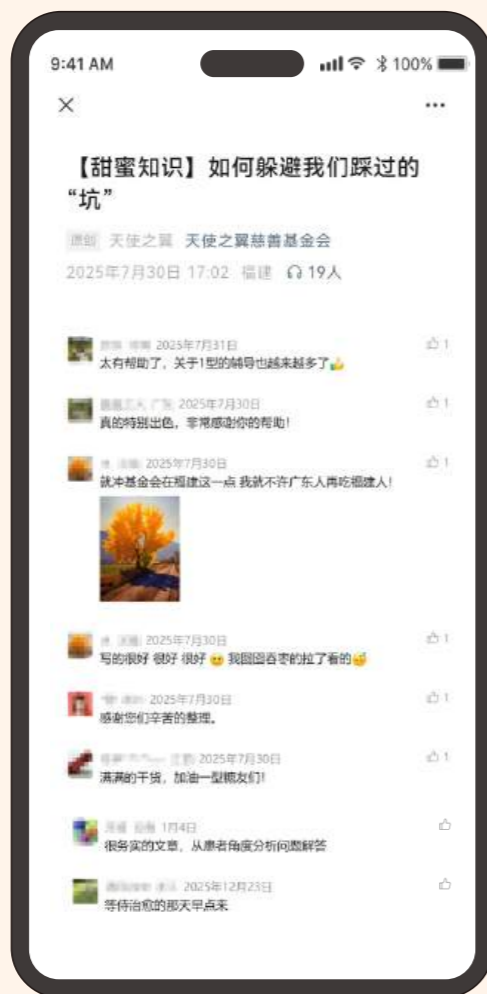 9:41 AM
100%
【甜蜜知识】如何躲避我们踩过的
“坑”
原创 天使之翼 天使之翼慈善基金会
2025年7月30日 17:02 福建 19人
2025年7月31日 1
太有帮助了，关于1型的辅导也越来越多了👍
2025年7月30日 1
真的特别出色，非常感谢你的帮助！
2025年7月30日 1
就冲基金会在福建这一点 我就不许广东人再吃福建人！
2025年7月30日 1
写的很好 很好 很好 我囫囵吞枣的拉了看的
2025年7月30日 1
感谢您们辛苦的整理。
2025年7月30日 1
满满的干货，加油一型糖友们！
1月4日
很务实的文章，从患者角度分析问题解答
2025年12月23日
等待治愈的那天早点来